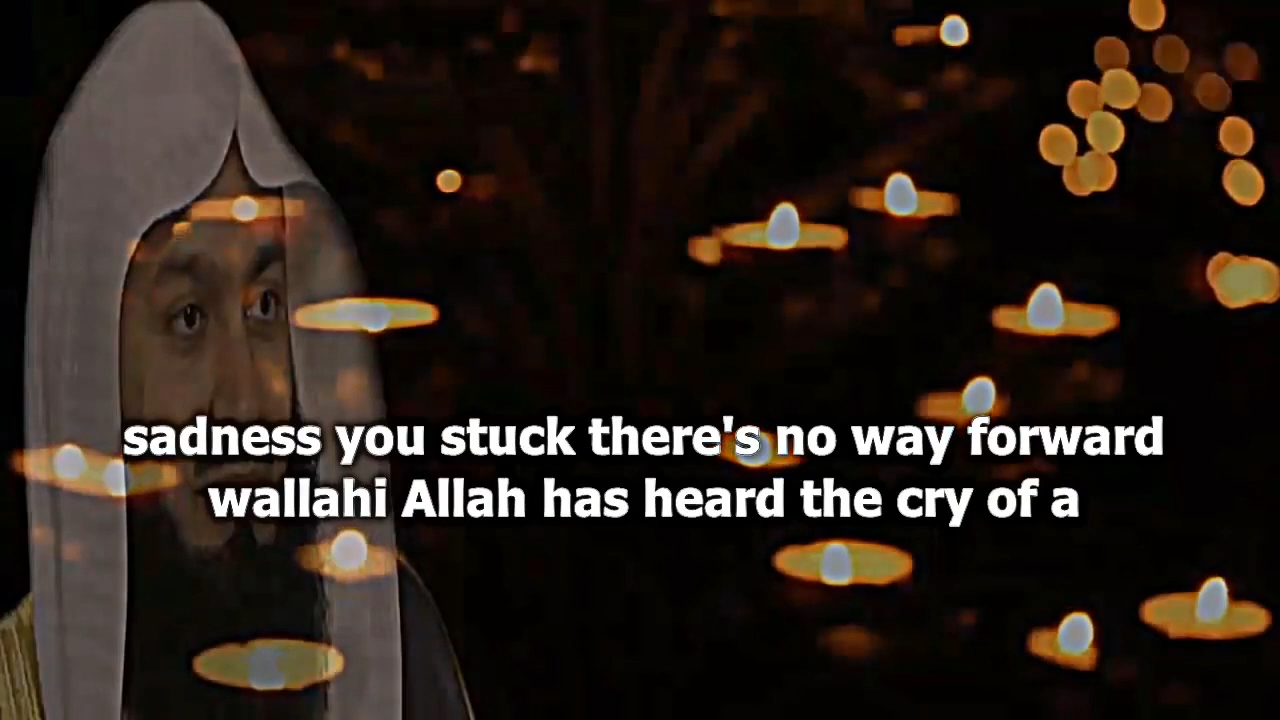 sadness you stuck there's no way forward
wallahi Allah has heard the cry of a